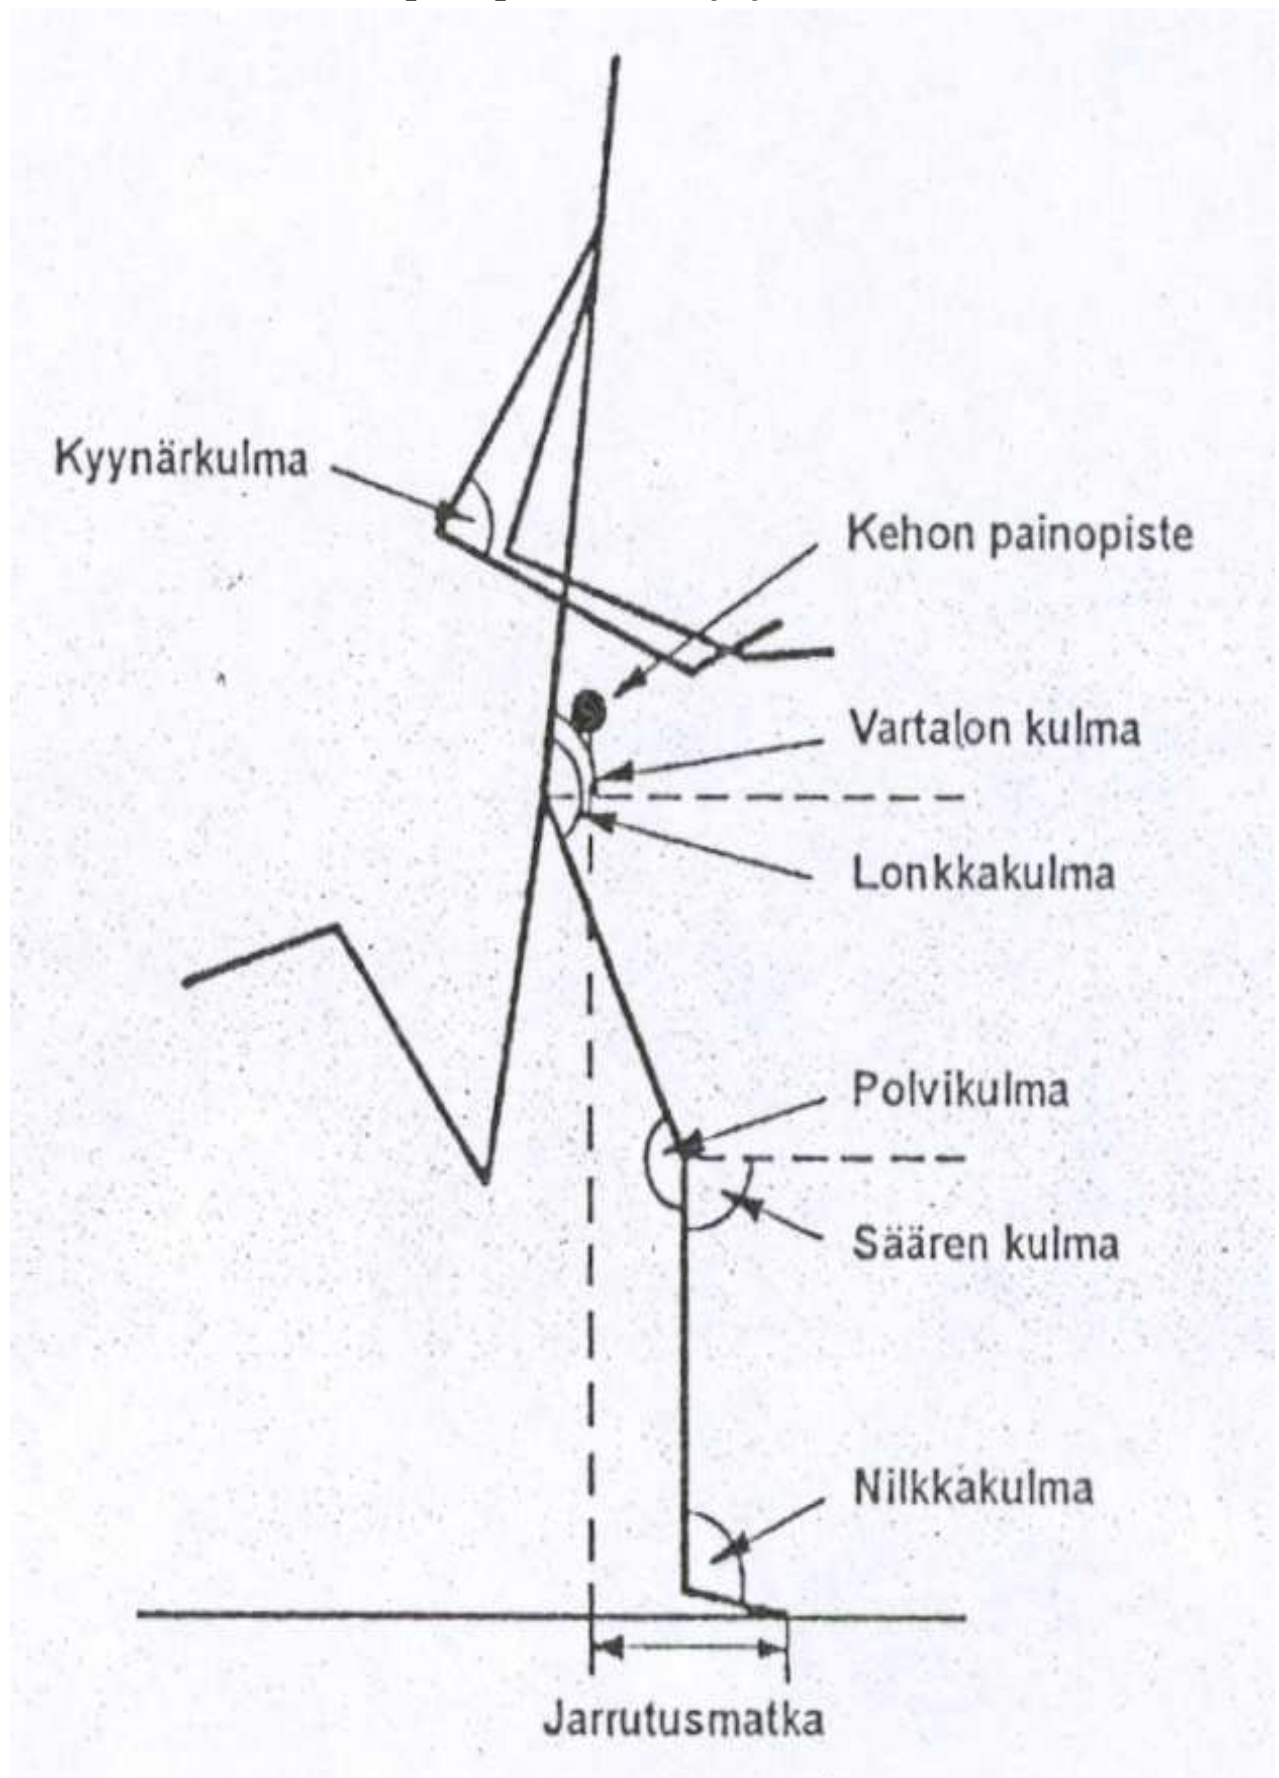 Kyynärkulma
Kehon painopiste
Vartalon kulma
Lonkkakulma
Polvikulma
Säären kulma
Nilkkakulma
Jarrutusmatka